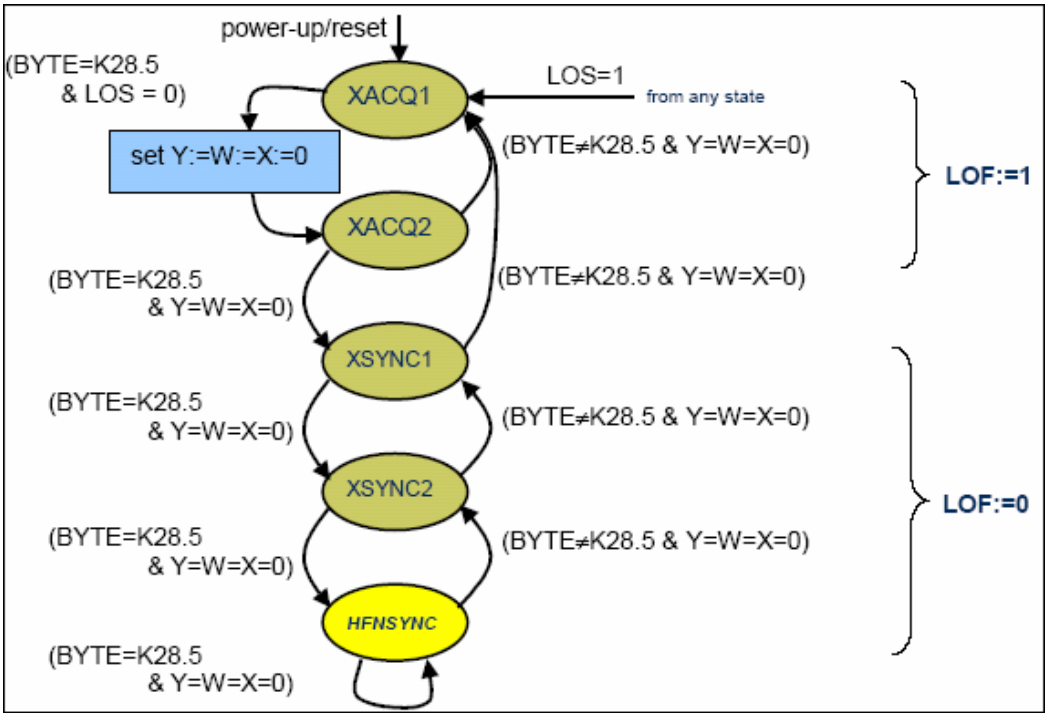 power-up/reset
(BYTE=K28.5
& LOS = 0)
XACQ1
LOS=1
from any state
set Y:=W:=X:=0
(BYTE≠K28.5 & Y=W=X=0)
LOF:=1
XACQ2
(BYTE=K28.5
& Y=W=X=0)
(BYTE≠K28.5 & Y=W=X=0)
XSYNC1
(BYTE=K28.5
& Y=W=X=0)
(BYTE≠K28.5 & Y=W=X=0)
XSYNC2
LOF:=0
(BYTE=K28.5
& Y=W=X=0)
(BYTE≠K28.5 & Y=W=X=0)
HFNSYNC
(BYTE=K28.5
& Y=W=X=0)